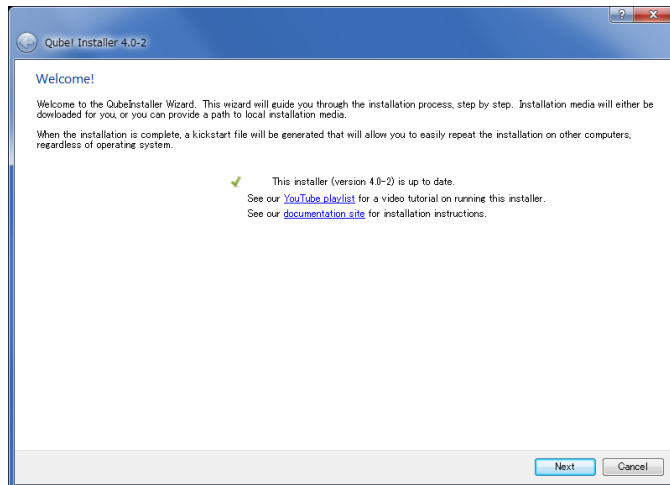 Qube! Installer 4.0-2
Welcome!
Welcome to the QubeInstaller Wizard. This wizard will guide you through the installation process, step by step. Installation media will either be
dowloaded for you, or you can provide a path to local installation media.
When the installation is complete, a kickstart file will be generated that will allow you to easily repeat the installation on other computers,
regardless of operating system.
This installer (version 4.0-2) is up to date.
See our YouTube playlist for a video tutorial on running this installer.
See our documentation site for installation instructions.
Next
Cancel